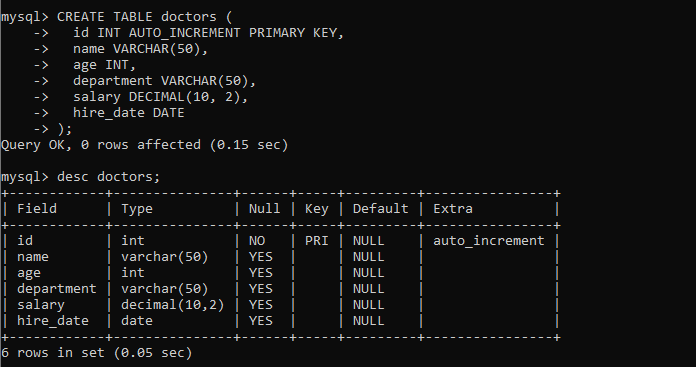 mysql> CREATE TABLE doctors (
    ->     id INT AUTO_INCREMENT PRIMARY KEY,
    ->     name VARCHAR(50),
    ->     age INT,
    ->     department VARCHAR(50),
    ->     salary DECIMAL(10, 2),
    ->     hire_date DATE
    -> );
Query OK, 0 rows affected (0.15 sec)

mysql> desc doctors;
+------------+---------------+------+-----+---------+----------------+
| Field      | Type          | Null | Key | Default | Extra          |
+------------+---------------+------+-----+---------+----------------+
| id         | int           | NO   | PRI | NULL    | auto_increment |
| name       | varchar(50)   | YES  |     | NULL    |                |
| age        | int           | YES  |     | NULL    |                |
| department | varchar(50)   | YES  |     | NULL    |                |
| salary     | decimal(10,2) | YES  |     | NULL    |                |
| hire_date  | date          | YES  |     | NULL    |                |
+------------+---------------+------+-----+---------+----------------+
6 rows in set (0.05 sec)